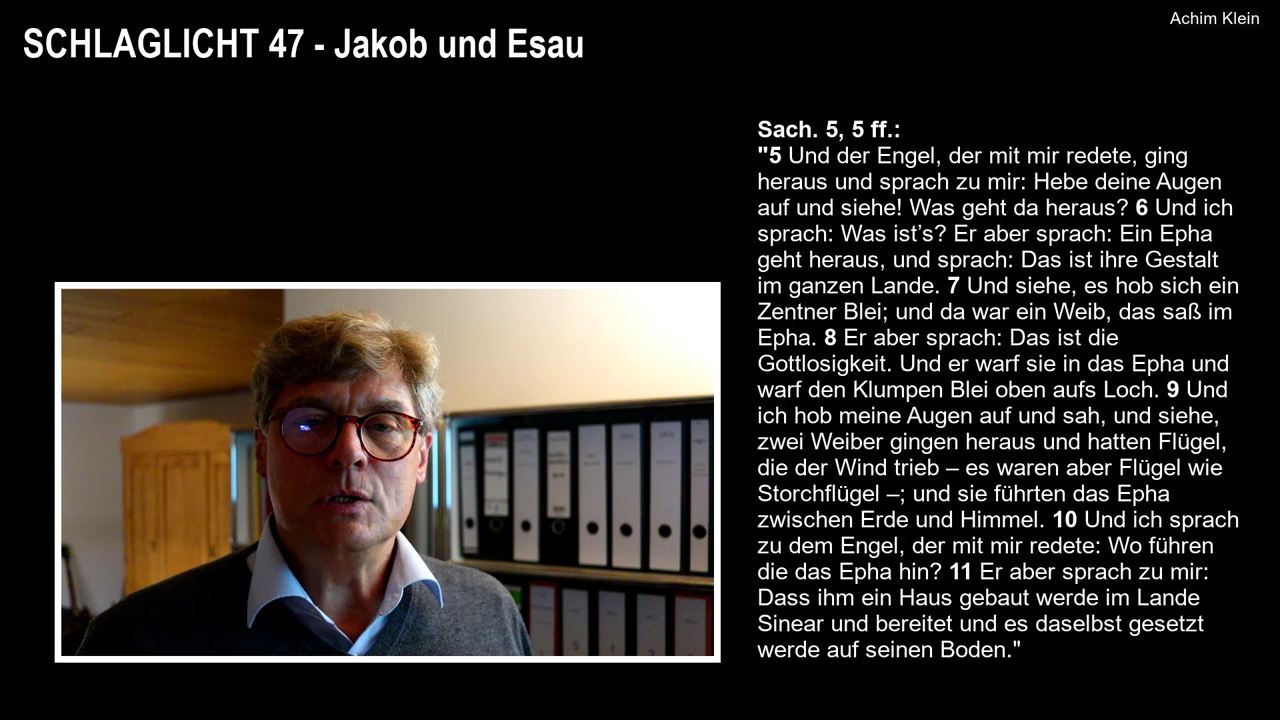 Achim Klein
SCHLAGLICHT 47 - Jakob und Esau
Sach. 5, 5 ff.:
"5 Und der Engel, der mit mir redete, ging
heraus und sprach zu mir: Hebe deine Augen
auf und siehe! Was geht da heraus? 6 Und ich
sprach: Was ist’s? Er aber sprach: Ein Epha
geht heraus, und sprach: Das ist ihre Gestalt
im ganzen Lande. 7 Und siehe, es hob sich ein
Zentner Blei; und da war ein Weib, das saß im
Epha. 8 Er aber sprach: Das ist die
Gottlosigkeit. Und er warf sie in das Epha und
warf den Klumpen Blei oben aufs Loch. 9 Und
ich hob meine Augen auf und sah, und siehe,
zwei Weiber gingen heraus und hatten Flügel,
die der Wind trieb – es waren aber Flügel wie
Storchflügel –; und sie führten das Epha
zwischen Erde und Himmel. 10 Und ich sprach
zu dem Engel, der mit mir redete: Wo führen
die das Epha hin? 11 Er aber sprach zu mir:
Dass ihm ein Haus gebaut werde im Lande
Sinear und bereitet und es daselbst gesetzt
werde auf seinen Boden."